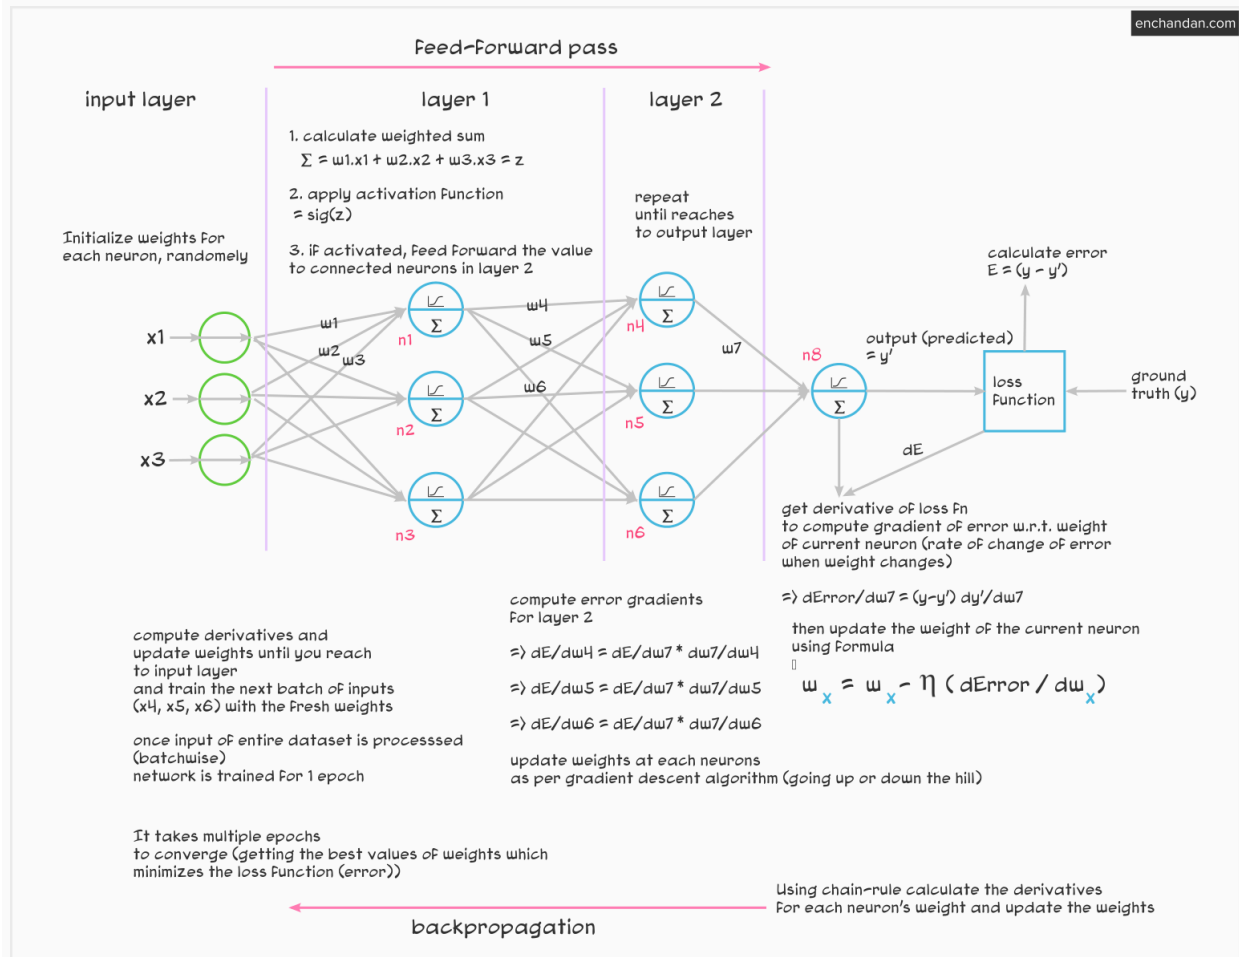 enchandan.com
feed-forward pass
input layer
layer 1
layer 2
1. calculate weighted sum
Σ = w1.x1 + w2.x2 + w3.x3 = z
2. apply activation function
= sig(z)
3. if activated, feed forward the value
to connected neurons in layer 2
repeat
until reaches
to output layer
Initialize weights for
each neuron, randomely
calculate error
E = (y - y')
x1
x2
x3
w1
w2
w3
n1
n2
n3
Σ
Σ
Σ
w4
w5
w6
n4
n5
n6
Σ
Σ
Σ
w7
n8
Σ
output (predicted)
= y'
loss
function
ground
truth (y)
dE
get derivative of loss fn
to compute gradient of error w.r.t. weight
of current neuron (rate of change of error
when weight changes)
=> dError/dw7 = (y-y') dy'/dw7
then update the weight of the current neuron
using formula
w x = w x - η ( dError / dw x )
compute error gradients
for layer 2
=> dE/dw4 = dE/dw7 * dw7/dw4
=> dE/dw5 = dE/dw7 * dw7/dw5
=> dE/dw6 = dE/dw7 * dw7/dw6
update weights at each neurons
as per gradient descent algorithm (going up or down the hill)
compute derivatives and
update weights until you reach
to input layer
and train the next batch of inputs
(x4, x5, x6) with the fresh weights
once input of entire dataset is processsed
(batchwise)
network is trained for 1 epoch
It takes multiple epochs
to converge (getting the best values of weights which
minimizes the loss function (error))
Using chain-rule calculate the derivatives
for each neuron's weight and update the weights
backpropagation